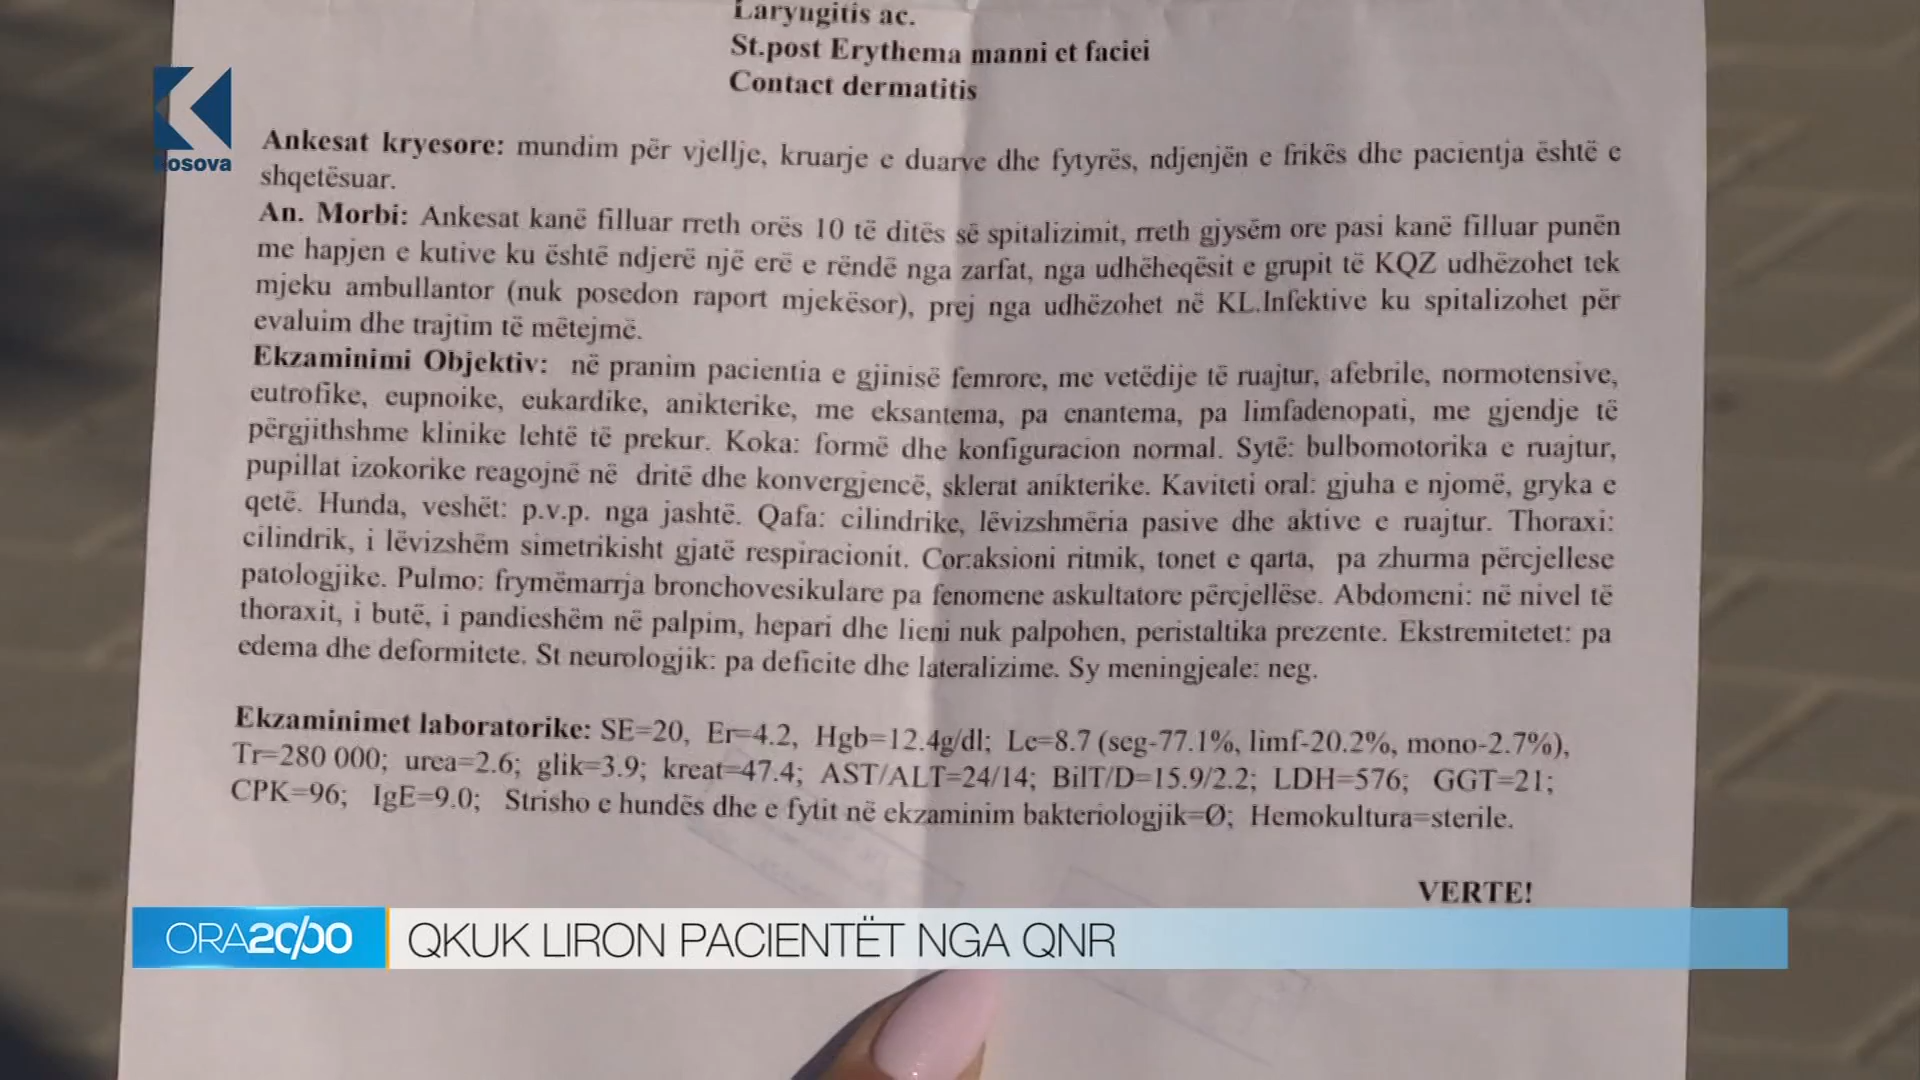 Laryngitis ac.
St.post Erythema manni et faciei
Contact dermatitis
Kosova
Ankesat kryesore: mundim për vjellje, kruarje e duarve dhe fytyrës, ndjenjën e frikës dhe pacientja është e
shqetësuar.
An. Morbi: Ankesat kanë filluar rreth orës 10 të ditës së spitalizimit, rreth gjysëm ore pasi kanë filluar punën
me hapjen e kutive ku është ndjerë një erë e rëndë nga zarfat, nga udhëheqësit e grupit të KQZ udhëzohet tek
mjeku ambullantor (nuk posedon raport mjekësor), prej nga udhëzohet në KL.Infektive ku spitalizohet për
evaluim dhe trajtim të mëtejmë.
Ekzaminimi Objektiv: në pranim pacientia e gjinisë femrore, me vetëdije të ruajtur, afebrile, normotensive,
eutrofike, eupnoike, eukardike, anikterike, me eksantema, pa enantema, pa limfadenopati, me gjendje të
përgjithshme klinike lehtë të prekur. Koka: formë dhe konfiguracion normal. Sytë: bulbomotorika e ruajtur,
pupillat izokorike reagojnë në dritë dhe konvergjencë, sklerat anikterike. Kaviteti oral: gjuha e njomë, gryka e
qetë. Hunda, veshët: p.v.p. nga jashtë. Qafa: cilindrike, lëvizshmëria pasive dhe aktive e ruajtur. Thoraxi:
cilindrik, i lëvizshëm simetrikisht gjatë respiracionit. Cor:aksioni ritmik, tonet e qarta, pa zhurma përcjellese
patologjike. Pulmo: frymëmarrja bronchovesikulare pa fenomene askultatore përcjellëse. Abdomeni: në nivel të
thoraxit, i butë, i pandieshëm në palpim, hepari dhe lieni nuk palpohen, peristaltika prezente. Ekstremitetet: pa
edema dhe deformitete. St neurologjik: pa deficite dhe lateralizime. Sy meningjeale: neg.
Ekzaminimet laboratorike: SE=20, Er=4.2, Hgb=12.4g/dl; Le=8.7 (seg-77.1%, limf-20.2%, mono-2.7%),
Tr=280 000; urea=2.6; glik=3.9; kreat=47.4; AST/ALT=24/14; BilT/D=15.9/2.2; LDH=576; GGT=21;
CPK=96; IgE=9.0; Strisho e hundës dhe e fytit në ekzaminim bakteriologjik=Ø; Hemokultura=sterile.
VERTE!
ORA20/00 QKUK LIRON PACIENTËT NGA QNR